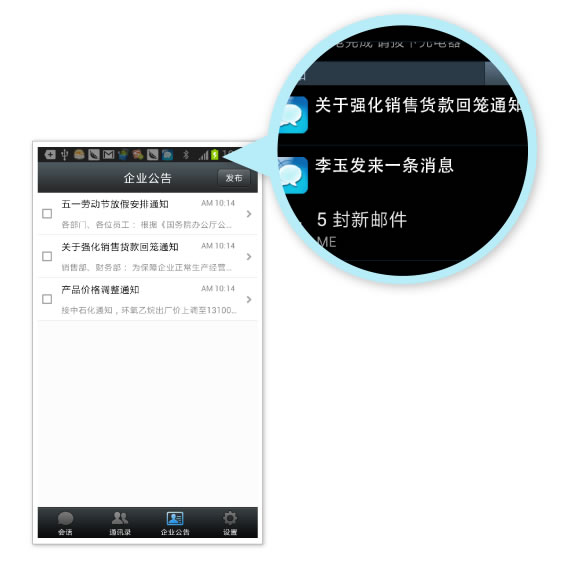 关于强化销售货款回笼通知
李玉发来一条消息
5 封新邮件
ME
企业公告
发布
五一劳动节放假安排通知
AM 10:14
各部门、各位员工：根据《国务院办公厅公...
关于强化销售货款回笼通知
AM 10:14
销售部、财务部：为保障企业正常生产经营...
产品价格调整通知
AM 10:14
接中石化通知，环氧乙烷出厂价上调至13100...
会话
通讯录
企业公告
设置